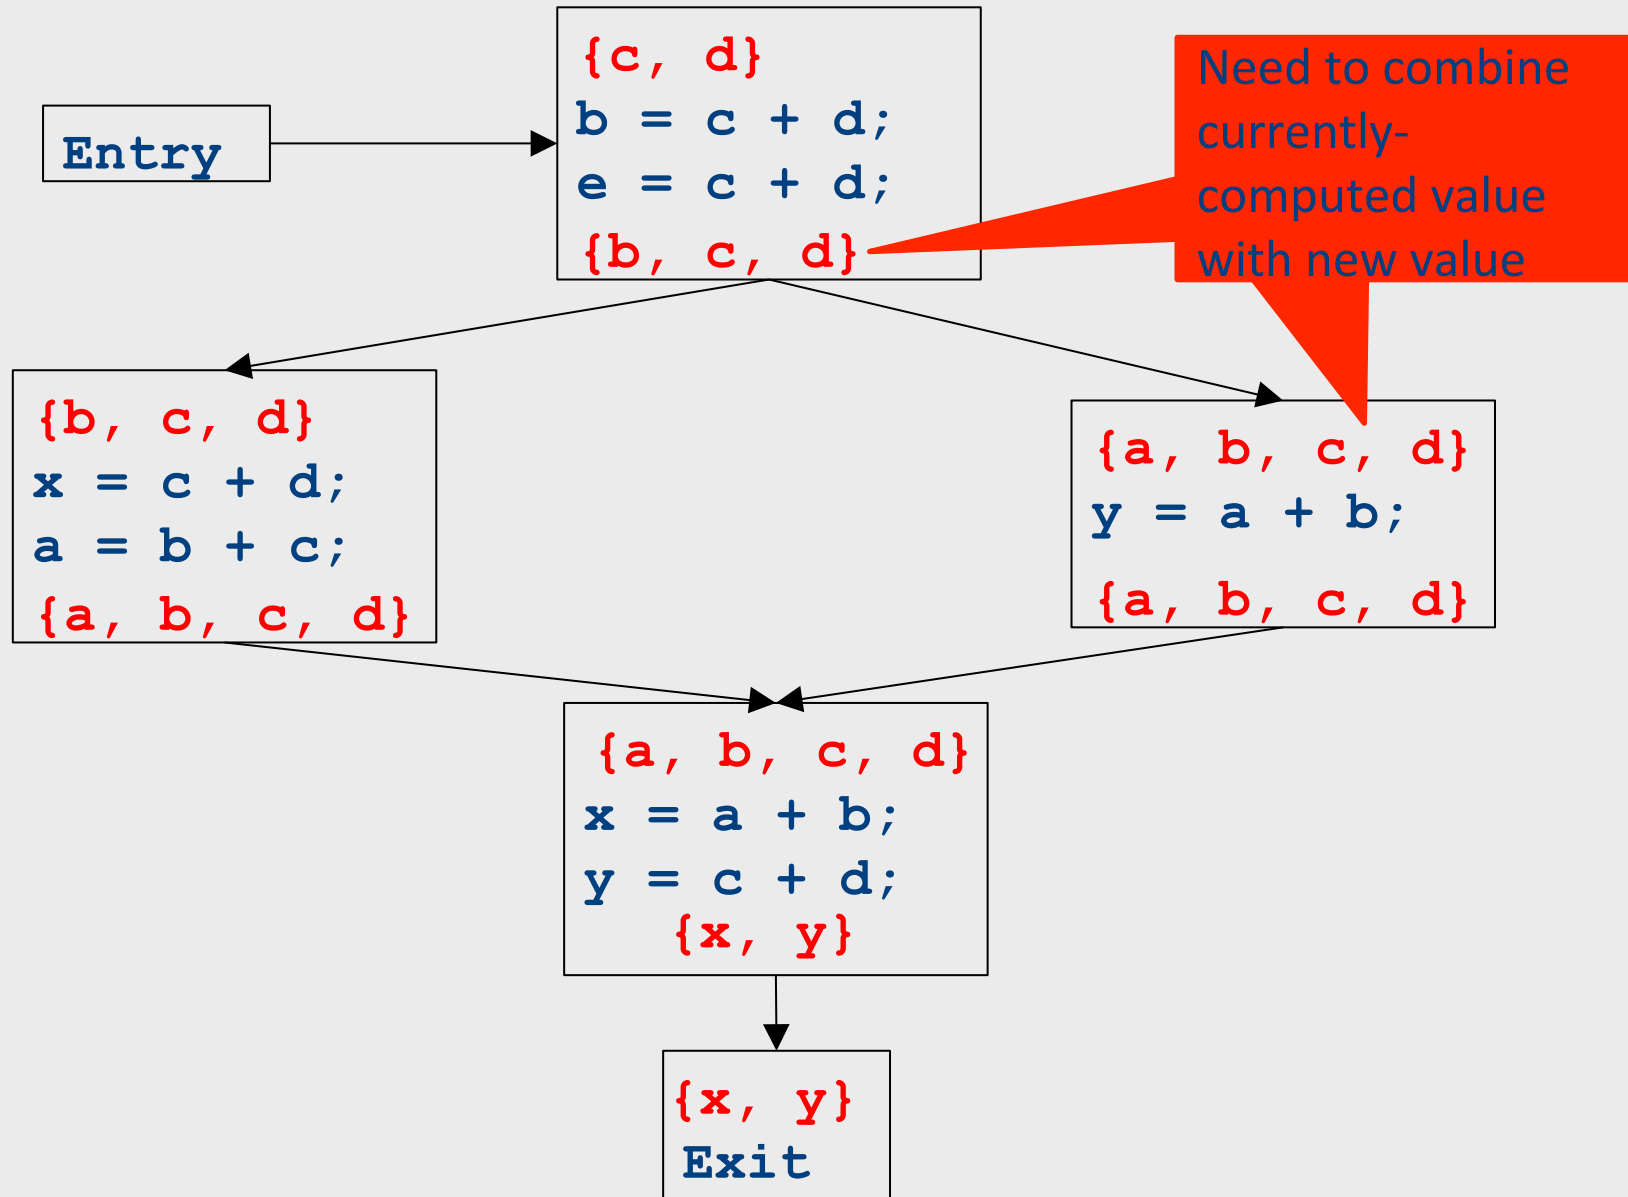 {c, d}
b = c + d;
e = c + d;
{b, c, d}
Entry
Need to combine
currently-
computed value
with new value
{b, c, d}
x = c + d;
a = b + c;
{a, b, c, d}
{a, b, c, d}
y = a + b;
{a, b, c, d}
{a, b, c, d}
x = a + b;
y = c + d;
{x, y}
{x, y}
Exit